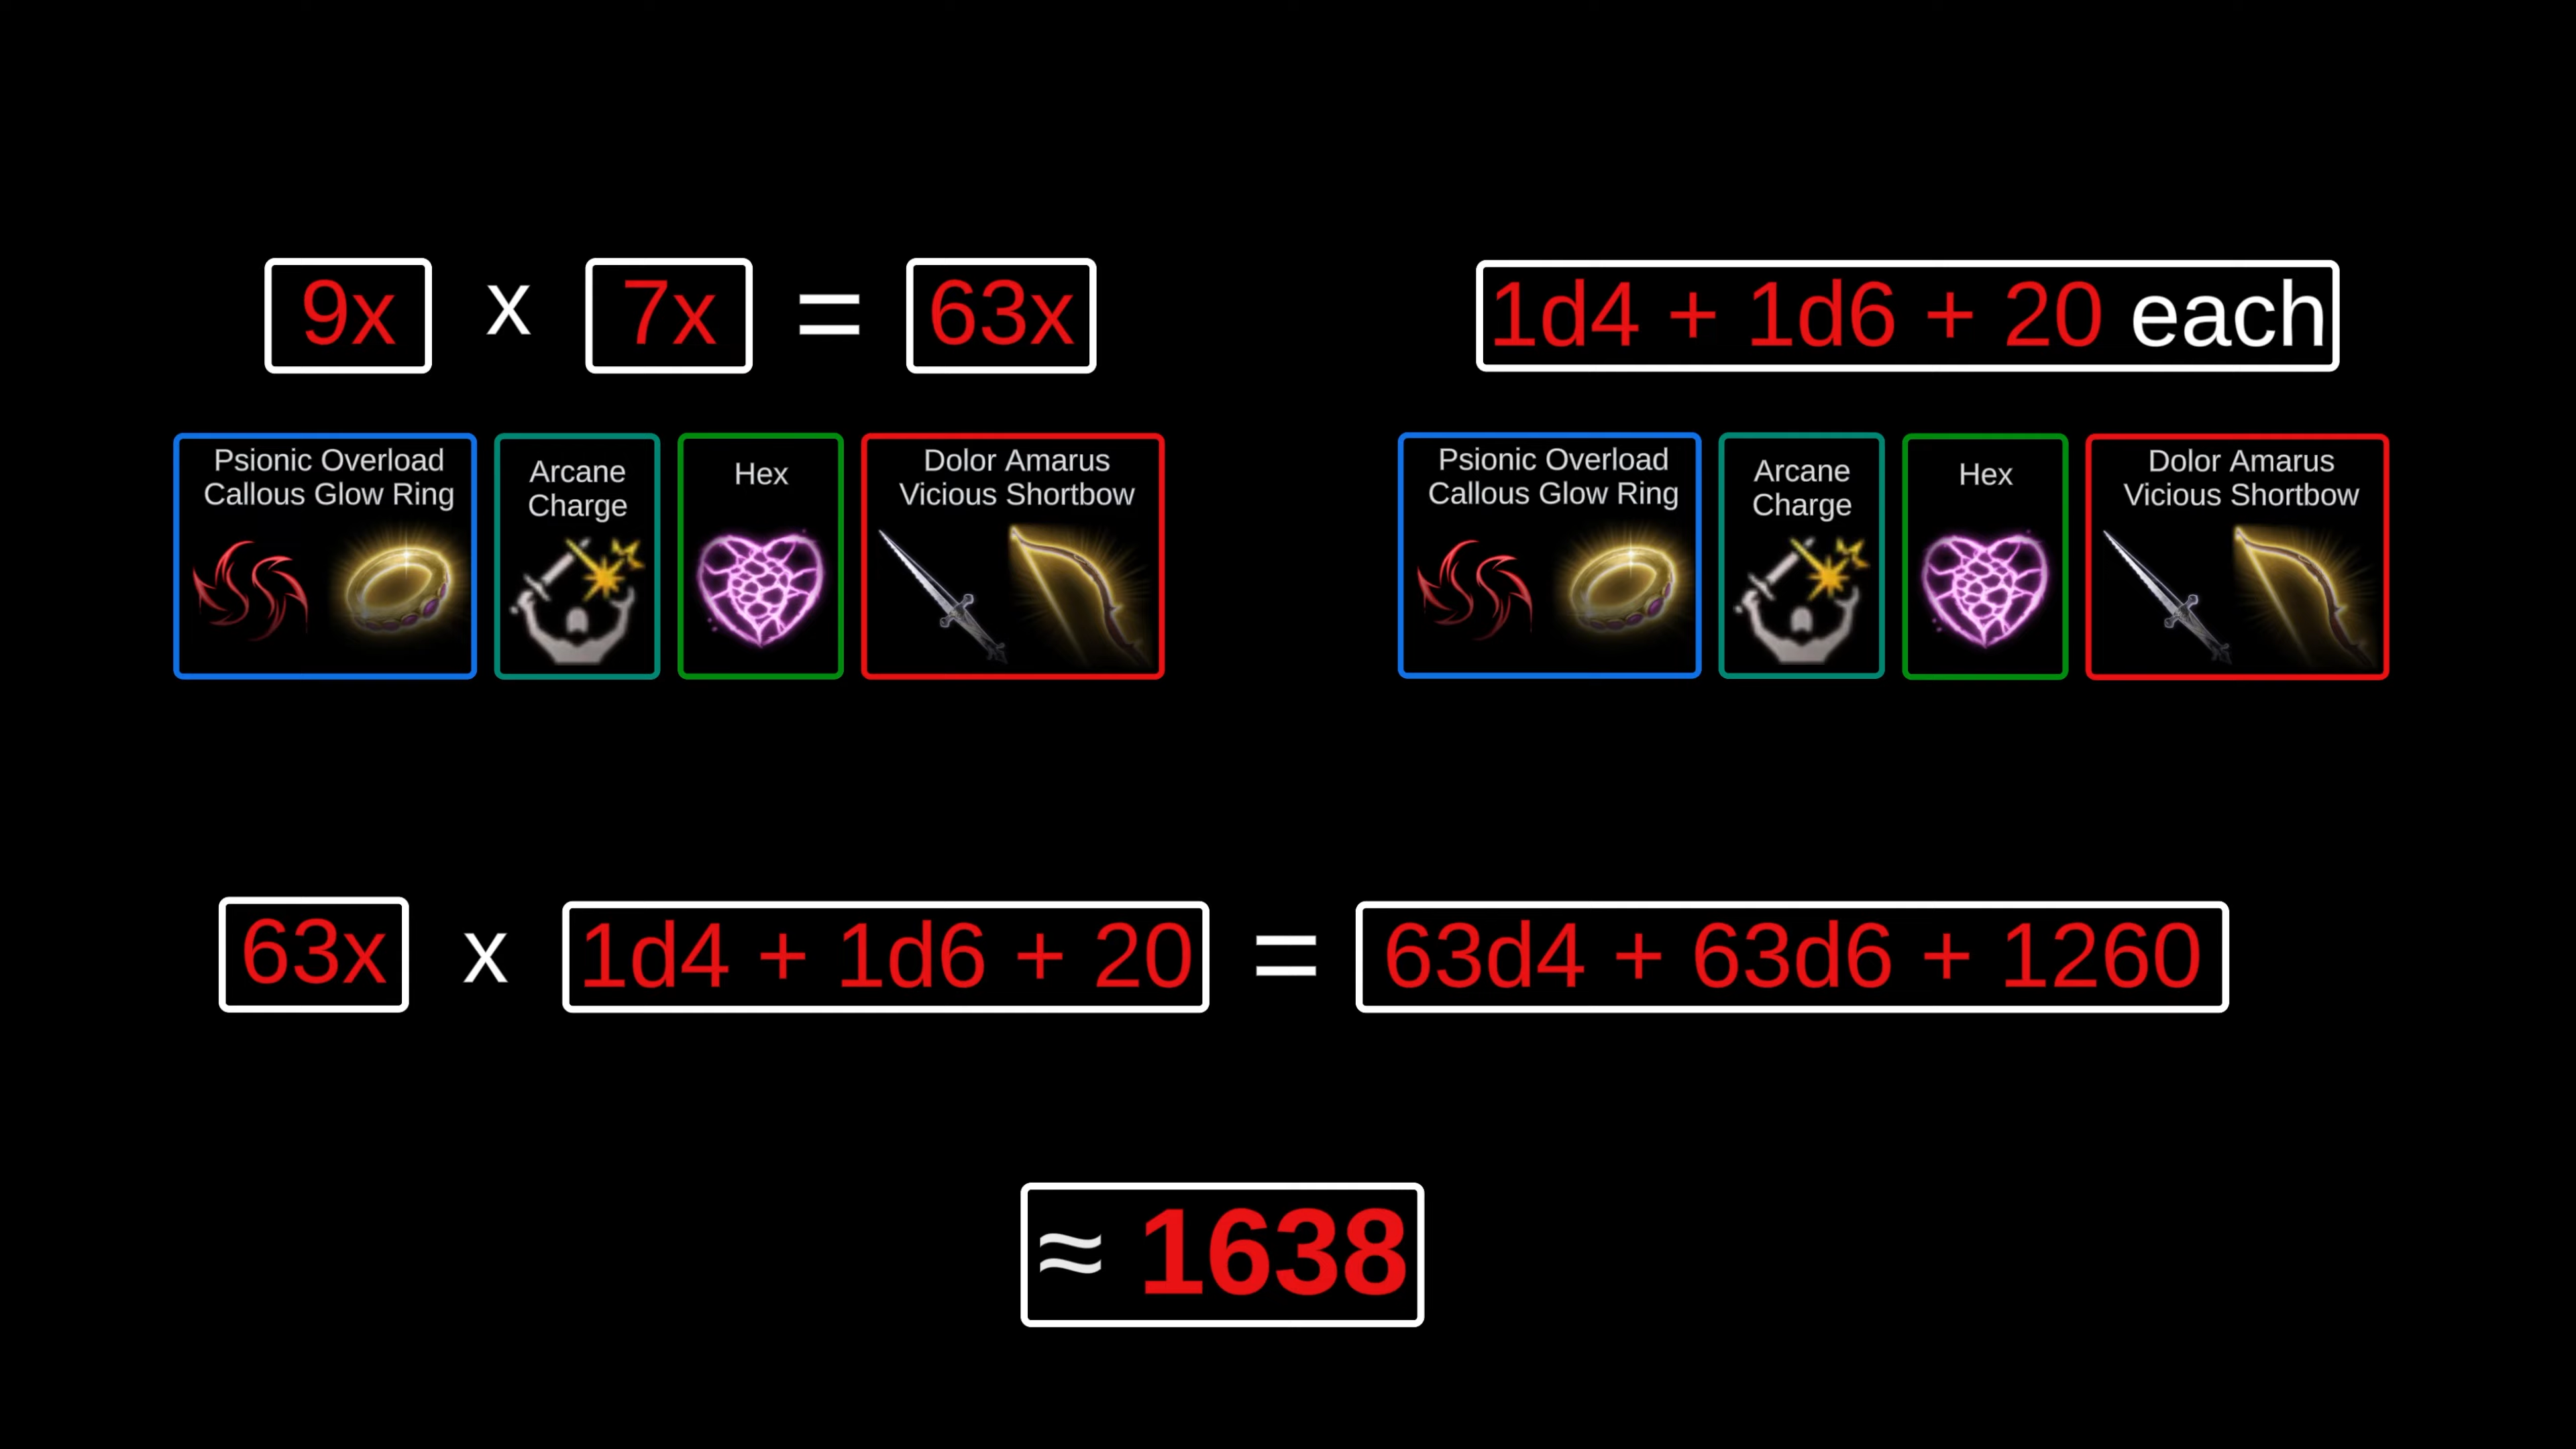 9x x 7x = 63x
1d4 + 1d6 + 20 each
Psionic Overload
Callous Glow Ring
Arcane
Charge
Hex
Dolor Amarus
Vicious Shortbow
Psionic Overload
Callous Glow Ring
Arcane
Charge
Hex
Dolor Amarus
Vicious Shortbow
63x x 1d4 + 1d6 + 20 = 63d4 + 63d6 + 1260
≈ 1638